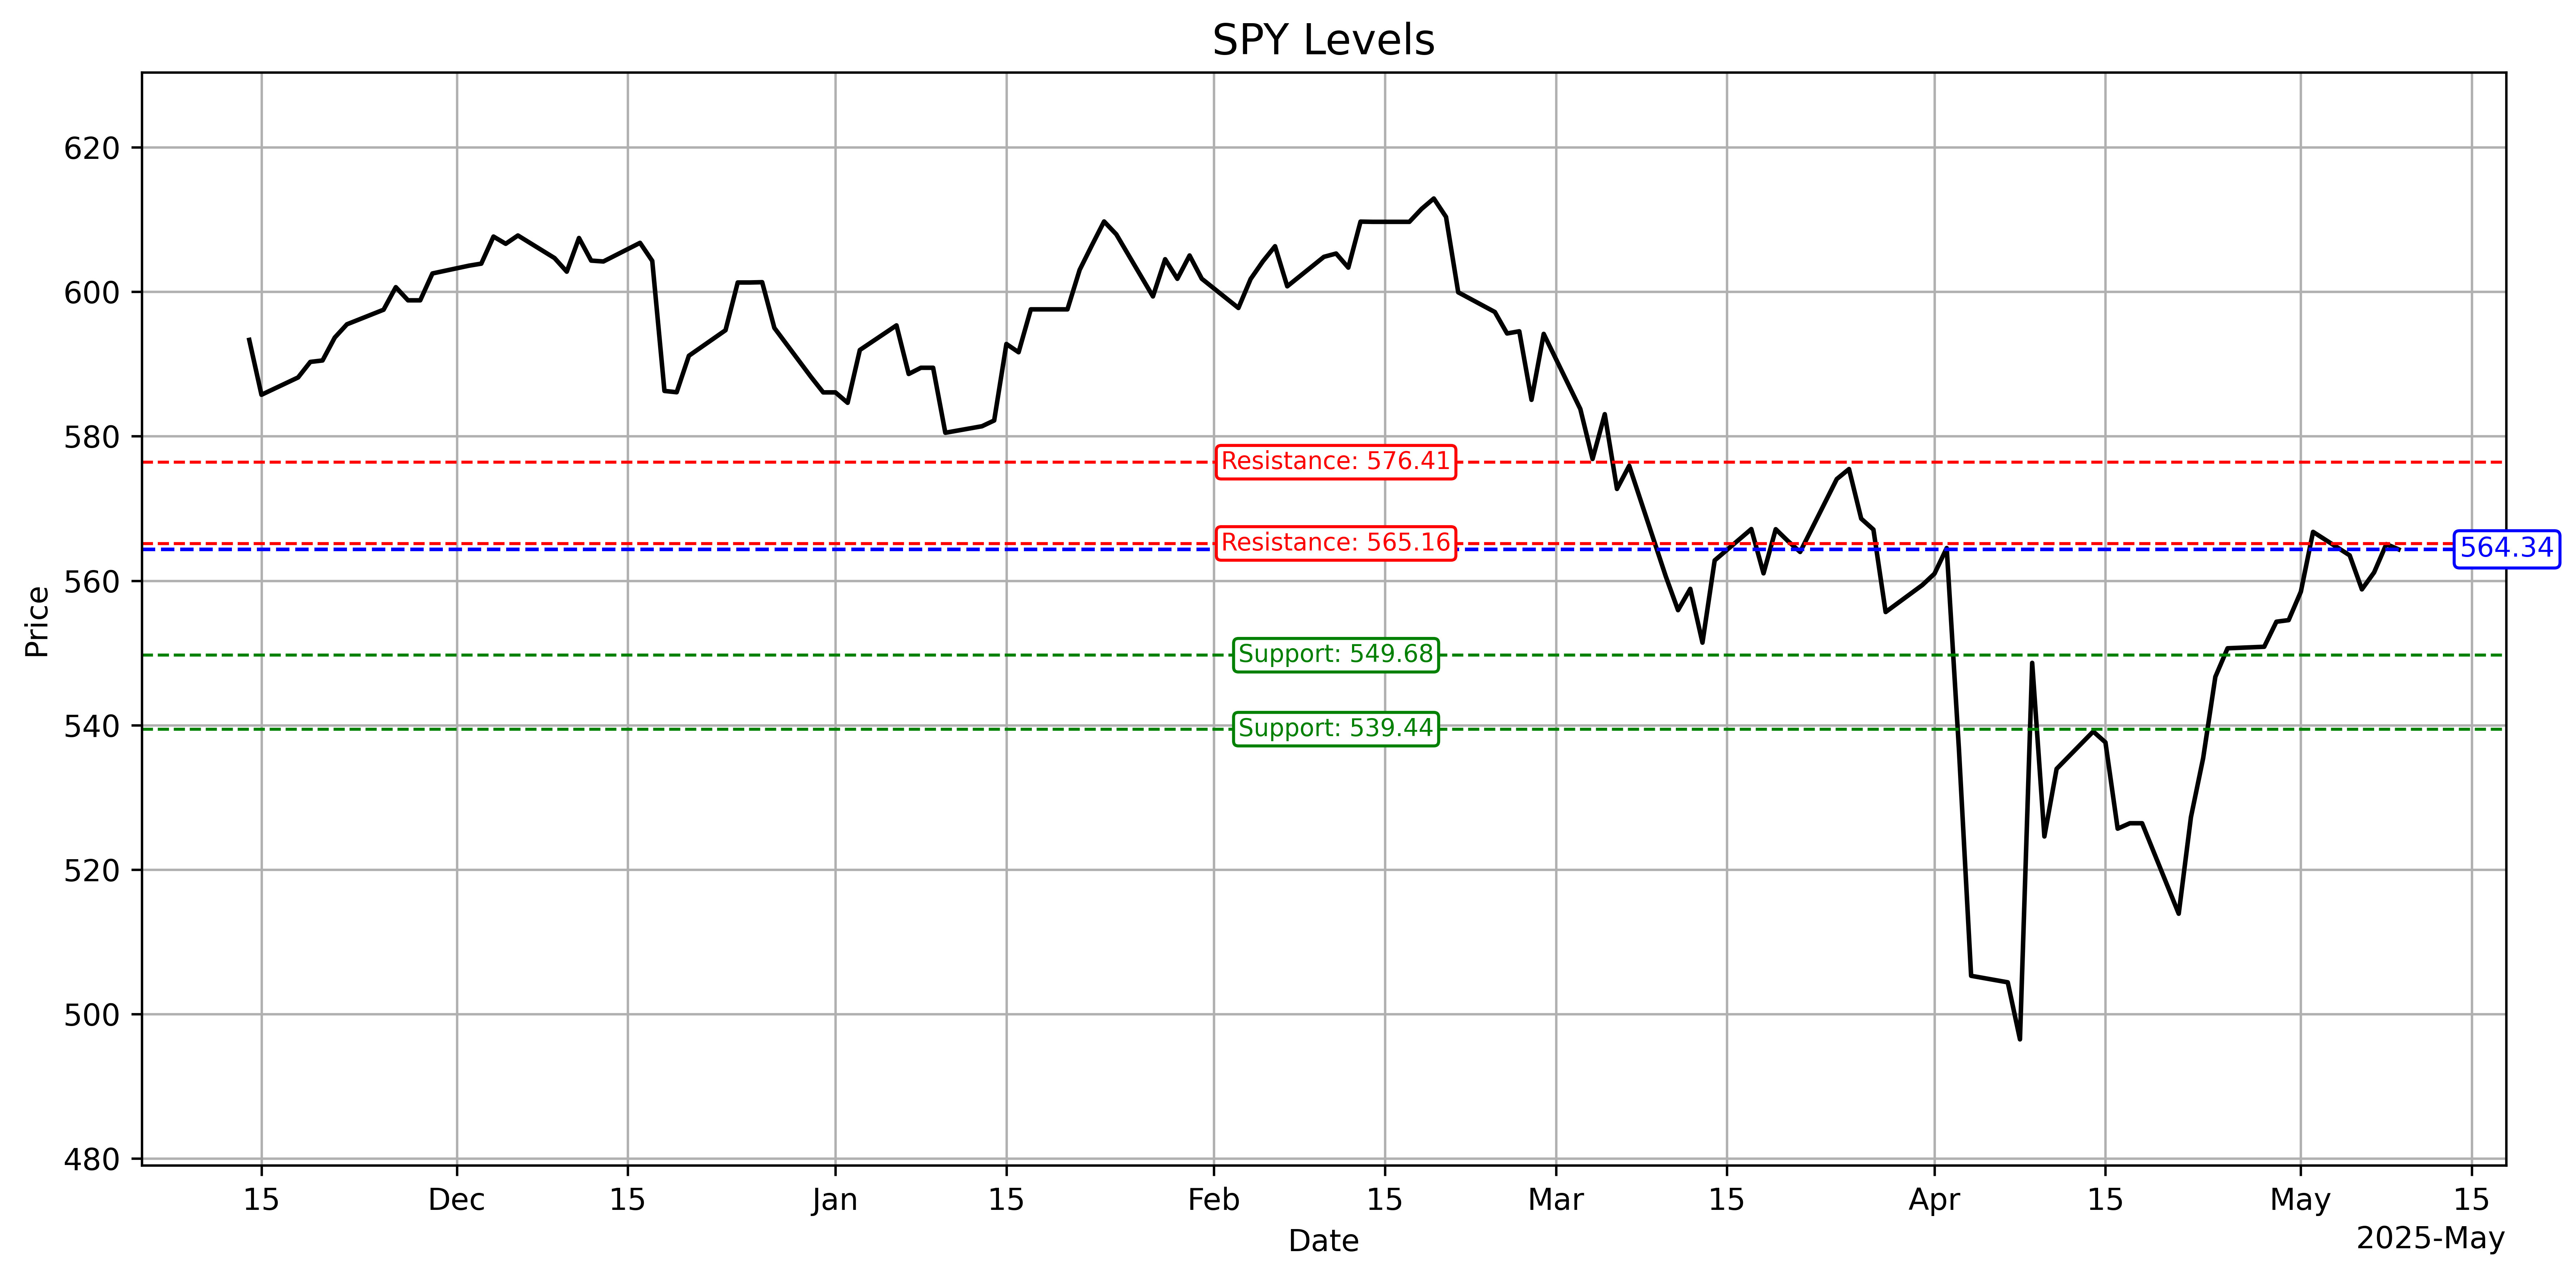 SPY Levels
620
600
580
560
540
520
500
480
Price
Resistance: 576.41
Resistance: 565.16
564.34
Support: 549.68
Support: 539.44
15 Dec 15 Jan 15 Feb 15 Mar 15 Apr 15 May 15
Date
2025-May